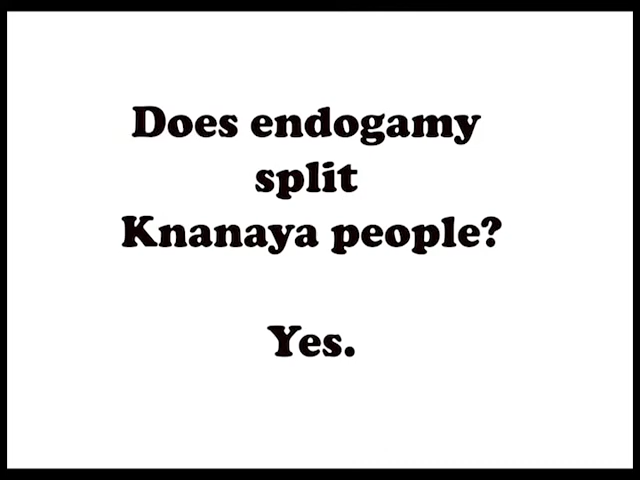 Does endogamy
split
Knanaya people?
Yes.